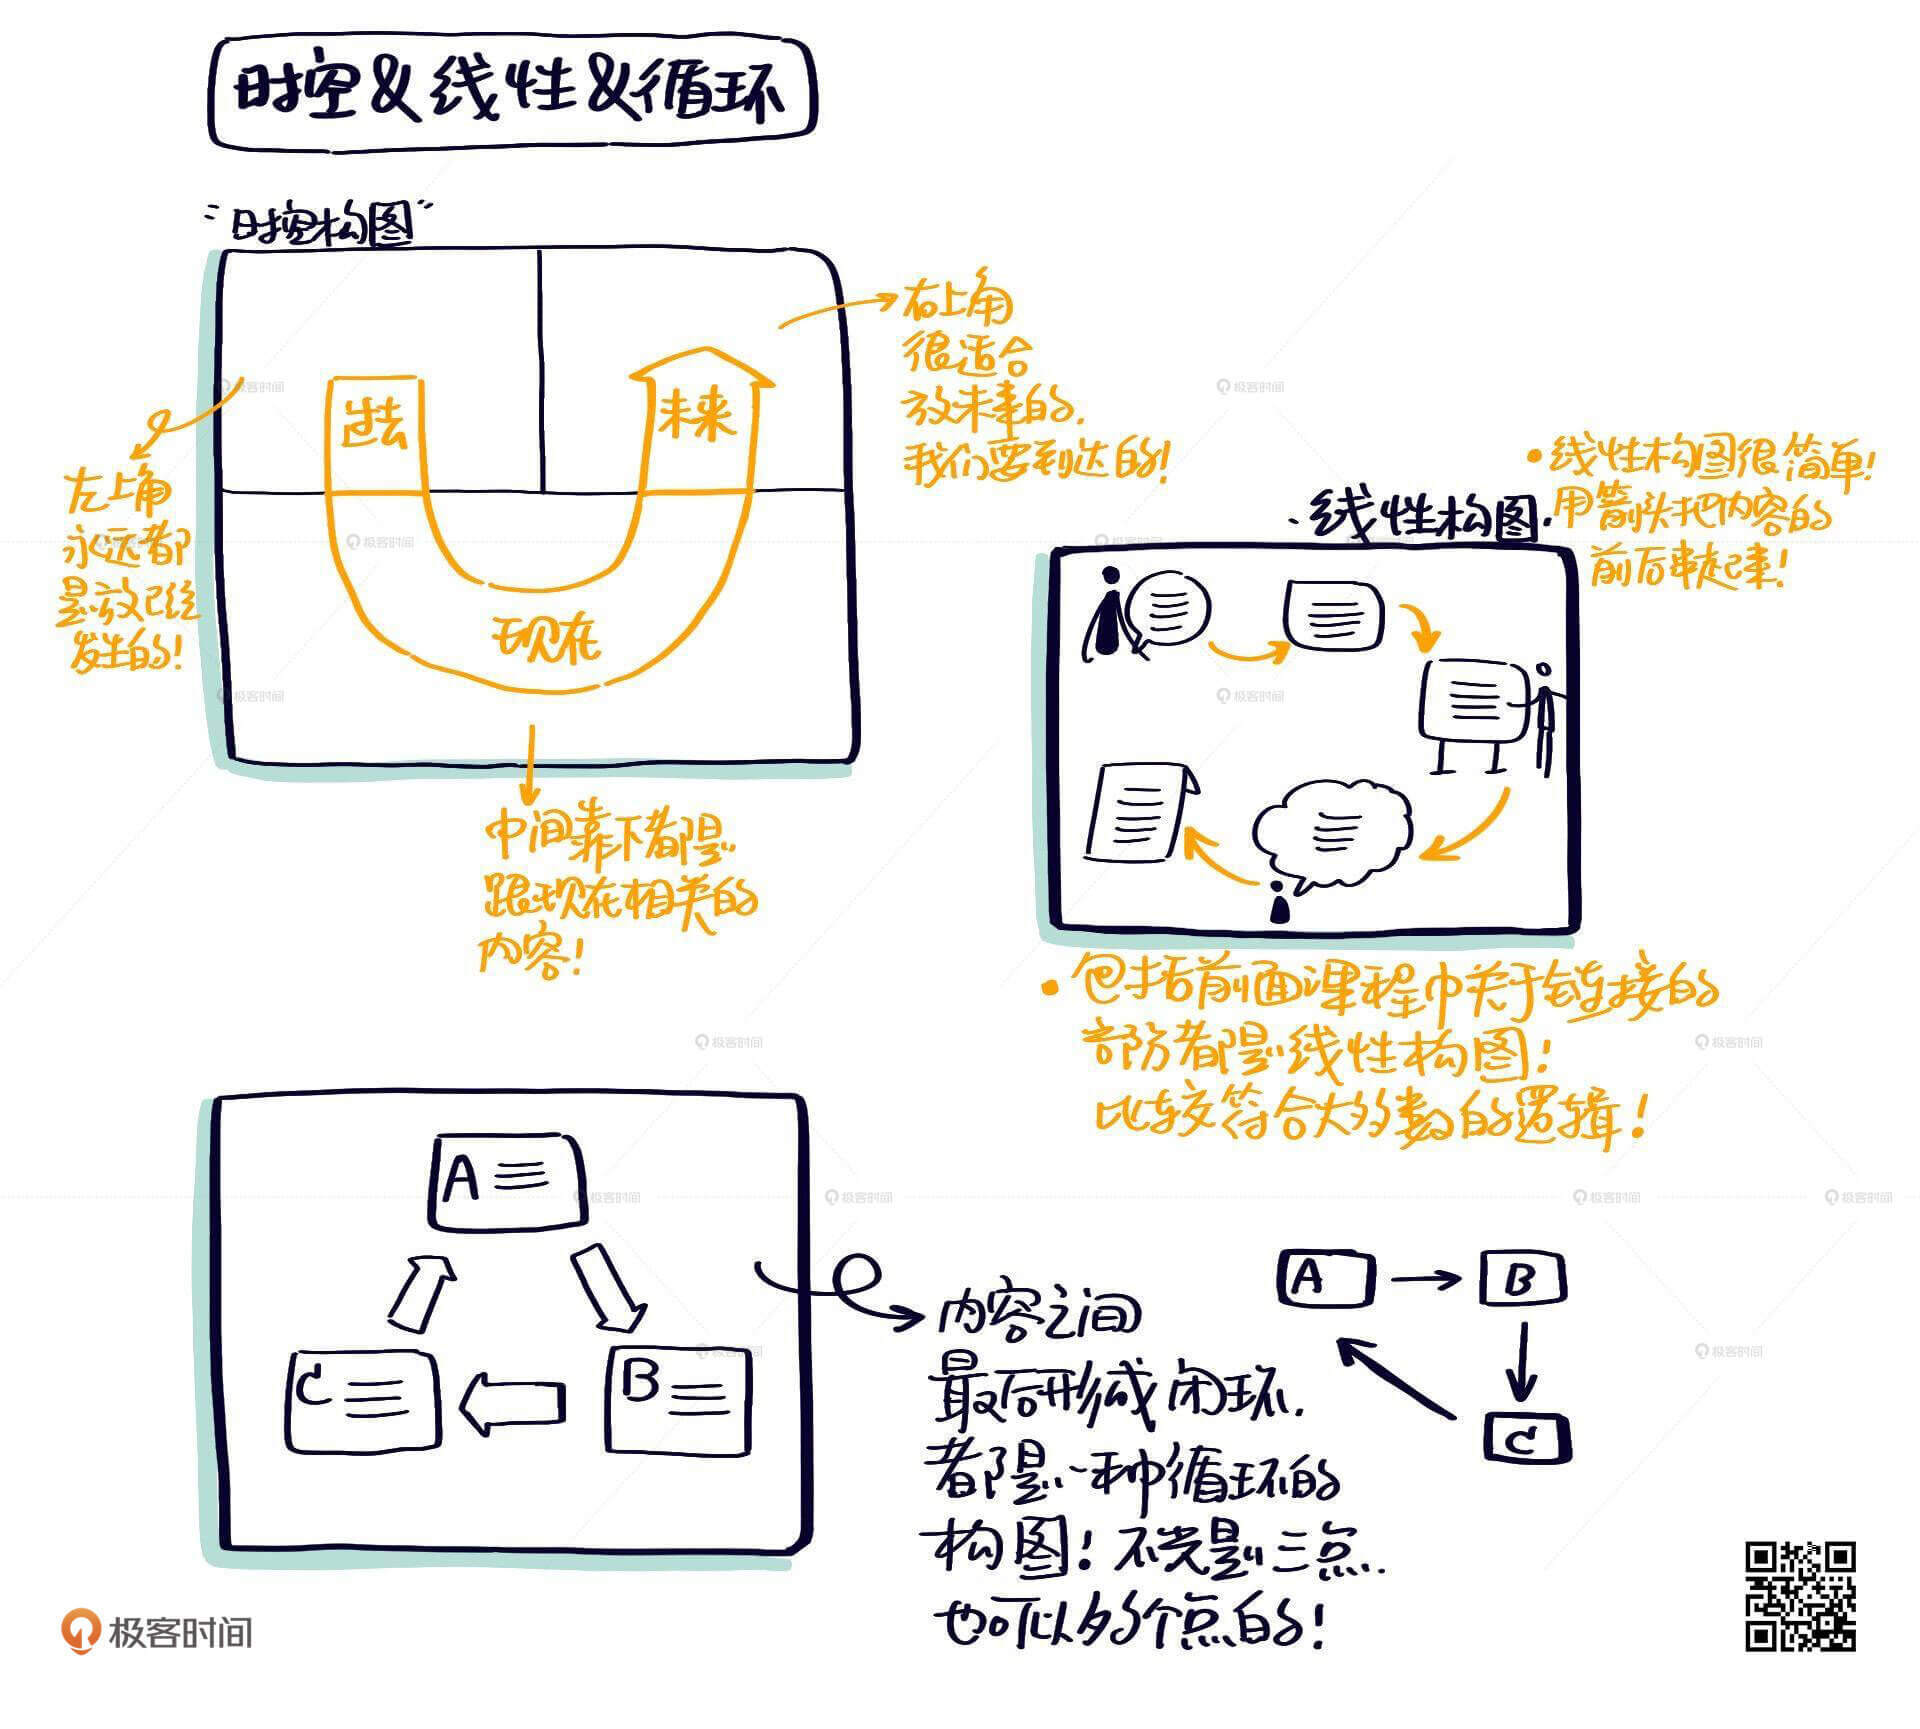 时空&线性&循环
"时空构图"
过去
未来
现在
右上角
很适合
放未来的.
我们要到达的!
左上角
永远都
是放已经
发生的!
中间靠下都是
跟现在相关的
内容!
线性构图.
• 线性构图很简单!
用箭头把内容的
前后串起来!
• 包括前面课程中关于链接的
部分都是线性构图!
比较符合大多数的逻辑!
A
B
C
内容之间
最后形成闭环.
都是一种循环的
构图! 不光是三点.
也可以多个点的!
A
B
C
极客时间